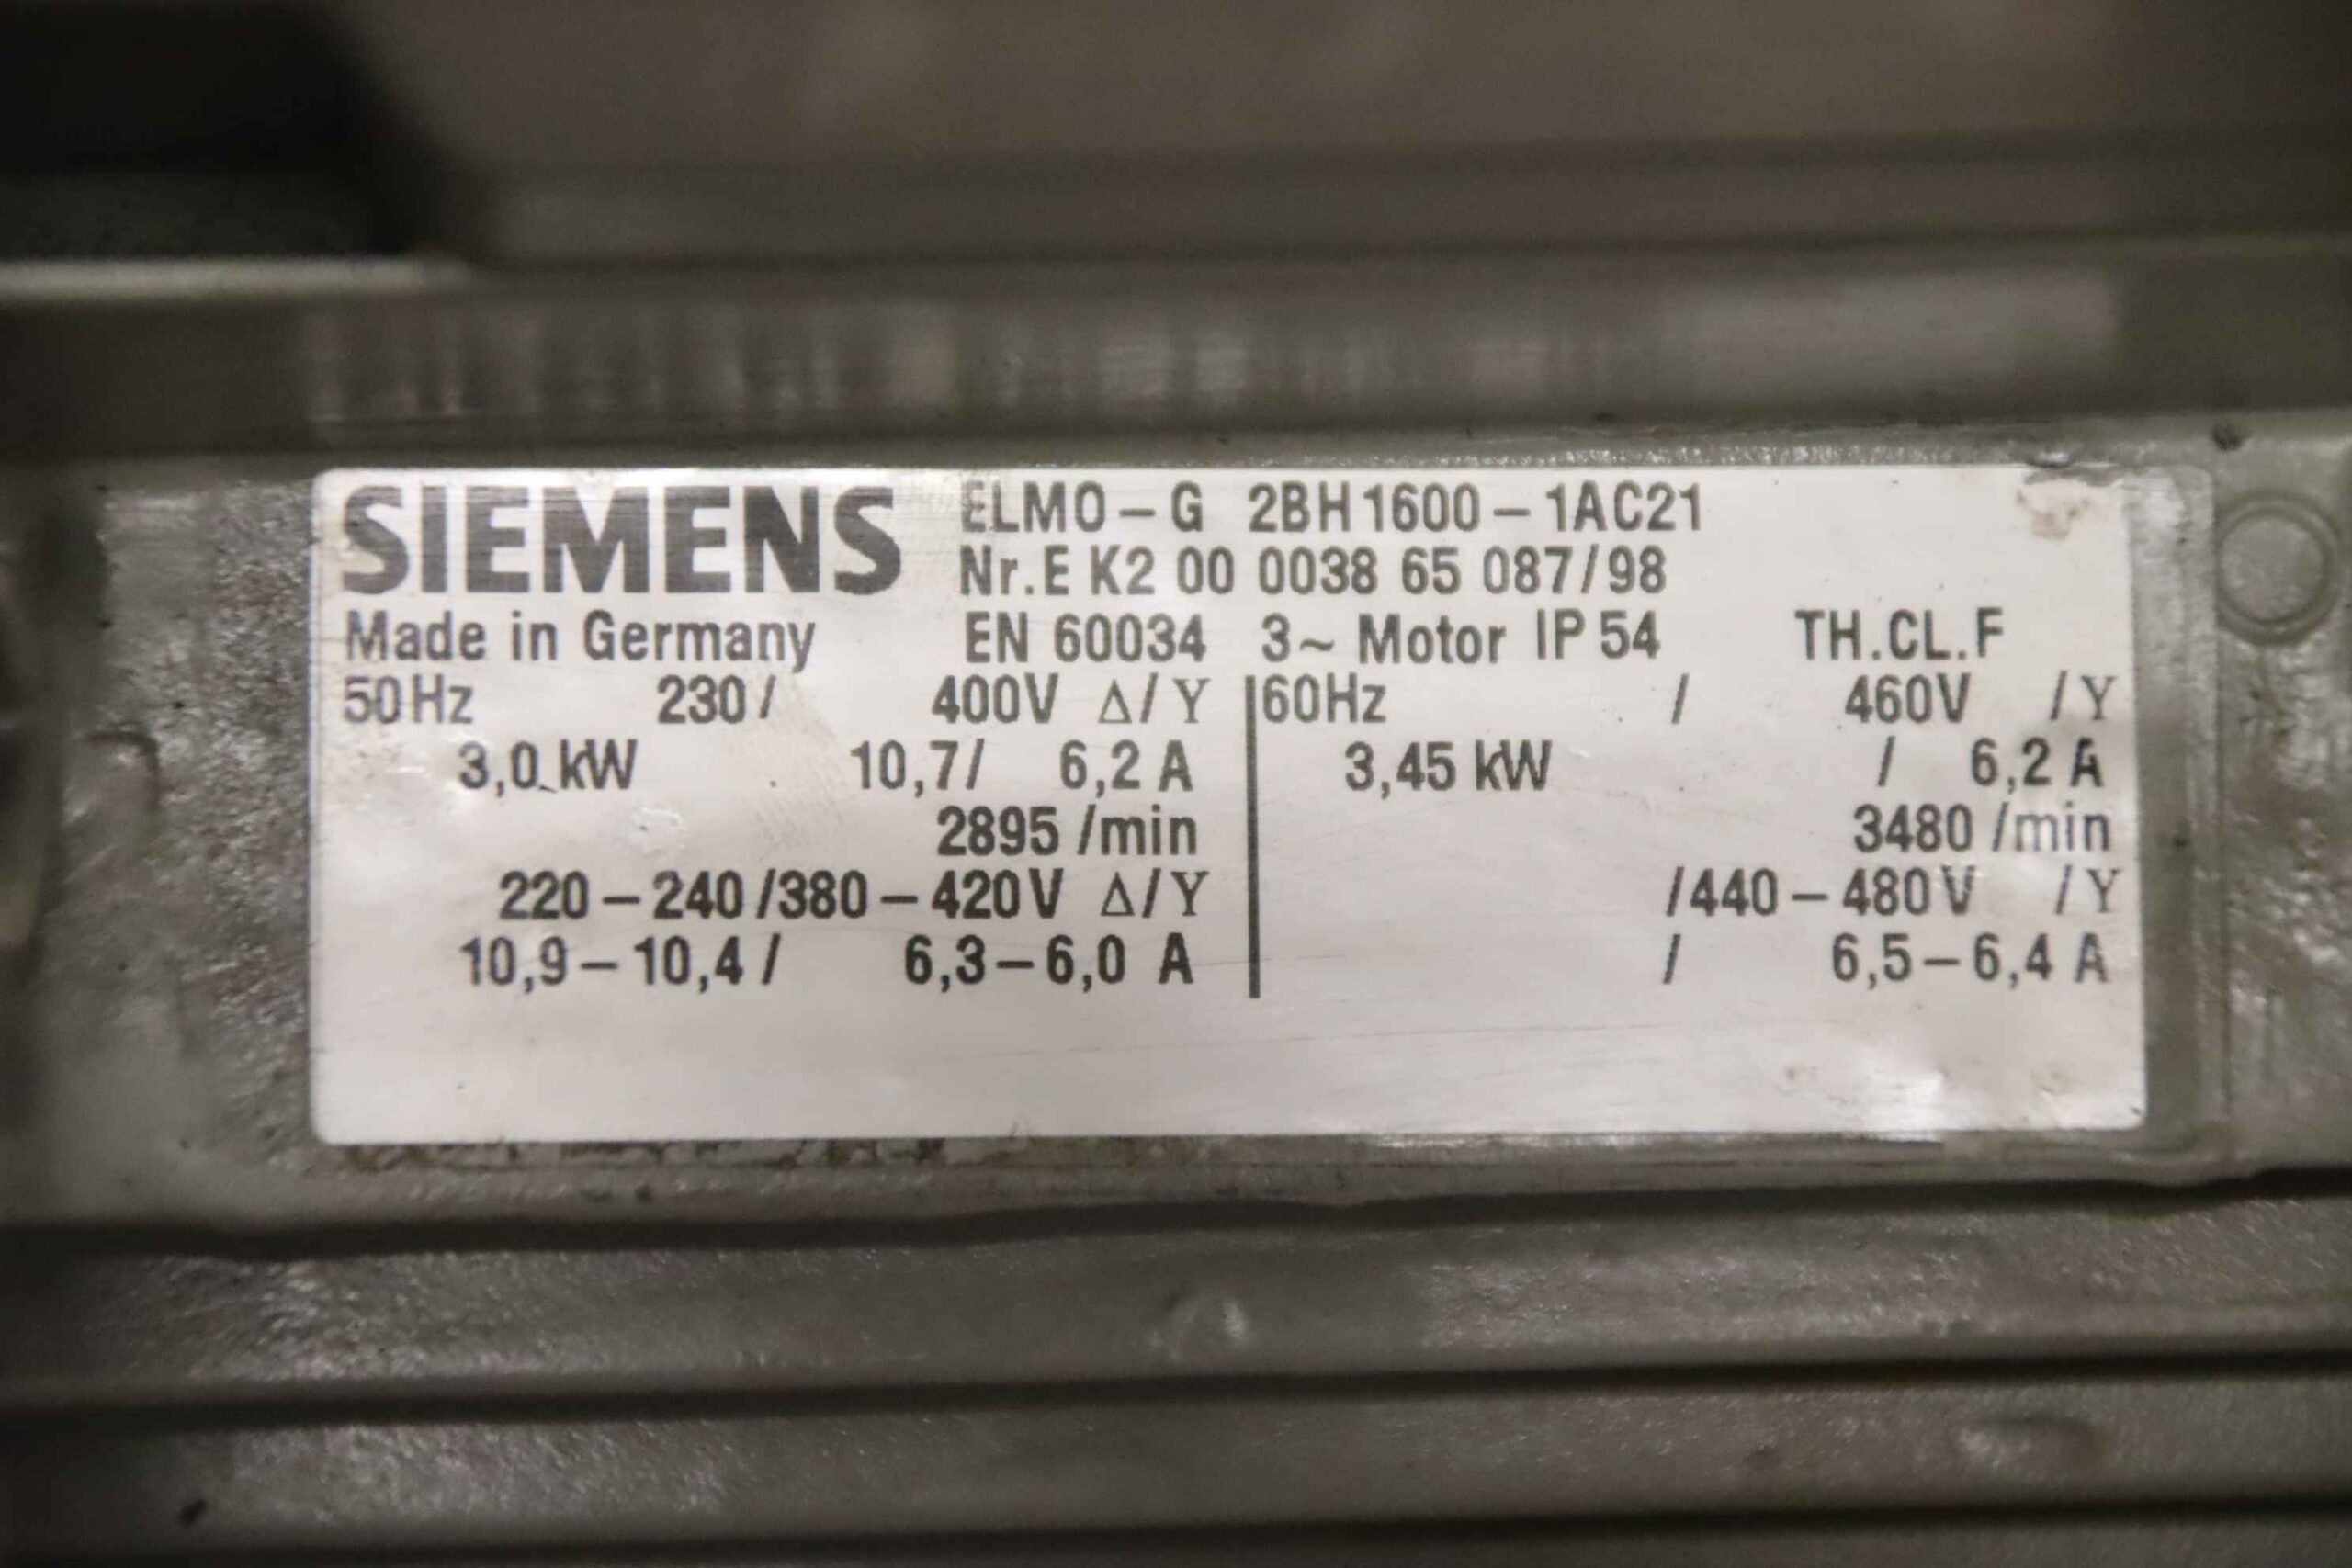 SIEMENS ELMO–G 2BH1600–1AC21
Nr.E K2 00 0038 65 087/98
Made in Germany EN 60034 3~ Motor IP 54 TH.CL.F
50Hz 230/ 400V Δ/Y 60Hz / 460V /Y
3,0 kW 10,7/ 6,2 A 3,45 kW / 6,2 A
2895 /min 3480 /min
220–240/380–420V Δ/Y /440–480V /Y
10,9–10,4/ 6,3–6,0 A / 6,5–6,4 A